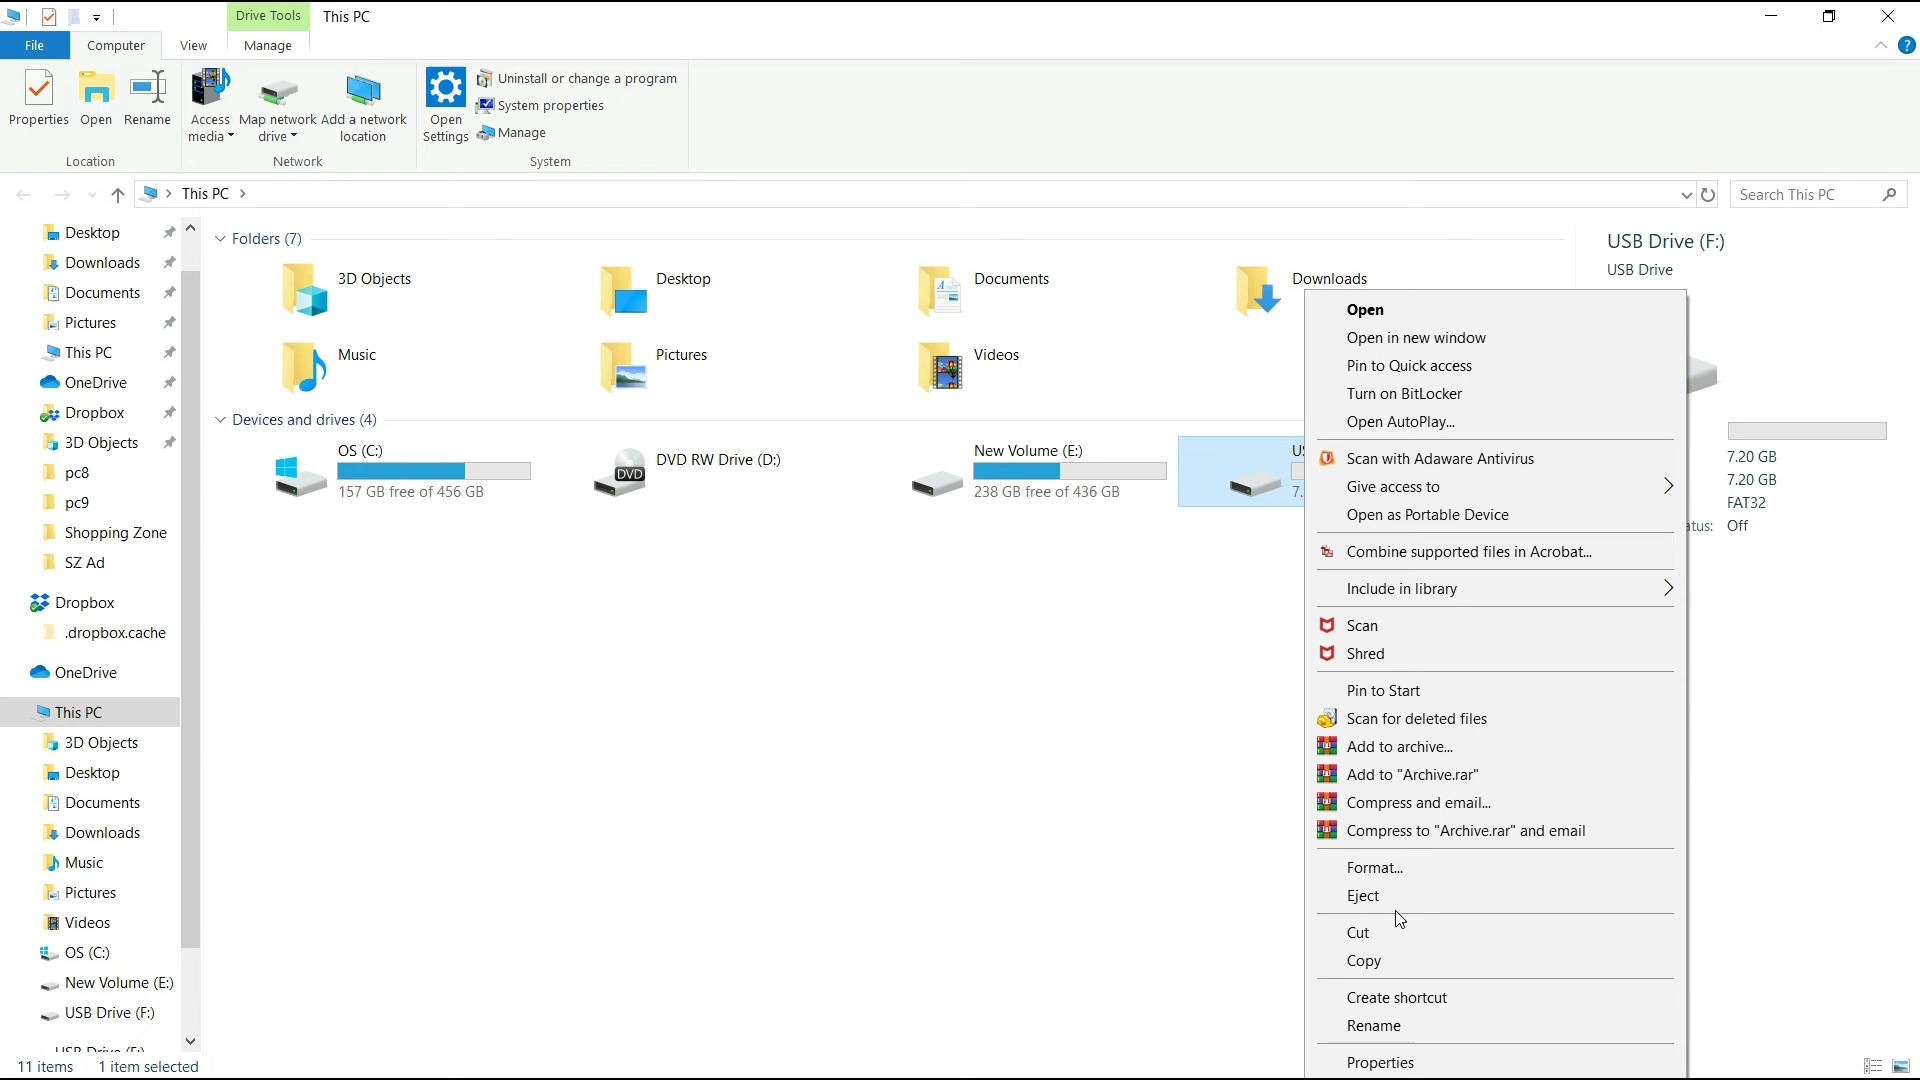 Drive Tools
This PC
File
Computer
View
Manage
Properties
Open
Rename
Access media
Map network drive
Add a network location
Open Settings
Uninstall or change a program
System properties
Manage
Location
Network
System
This PC
Search This PC
Desktop
Downloads
Documents
Pictures
This PC
OneDrive
Dropbox
3D Objects
pc8
pc9
Shopping Zone
SZ Ad
Dropbox
.dropbox.cache
OneDrive
This PC
3D Objects
Desktop
Documents
Downloads
Music
Pictures
Videos
OS (C:)
New Volume (E:)
USB Drive (F:)
USB Drive (F:)
Folders (7)
3D Objects
Desktop
Documents
Downloads
Music
Pictures
Videos
Devices and drives (4)
OS (C:)
157 GB free of 456 GB
DVD
DVD RW Drive (D:)
New Volume (E:)
238 GB free of 436 GB
US
7.
Open
Open in new window
Pin to Quick access
Turn on BitLocker
Open AutoPlay...
Scan with Adaware Antivirus
Give access to
Open as Portable Device
Combine supported files in Acrobat...
Include in library
Scan
Shred
Pin to Start
Scan for deleted files
Add to archive...
Add to "Archive.rar"
Compress and email...
Compress to "Archive.rar" and email
Format...
Eject
Cut
Copy
Create shortcut
Rename
Properties
USB Drive (F:)
USB Drive
7.20 GB
7.20 GB
FAT32
atus: Off
11 items 1 item selected